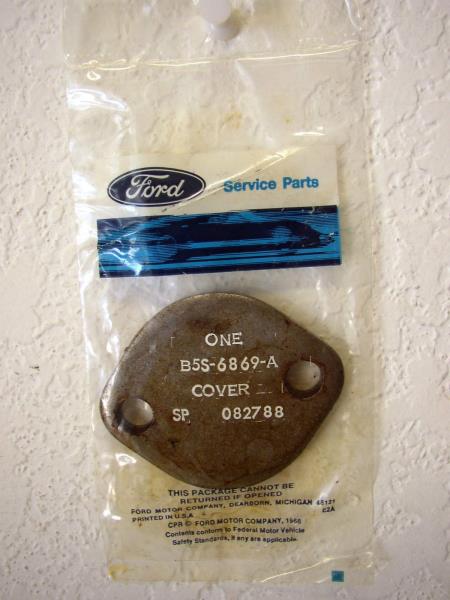 Ford Service Parts
ONE
B5S-6869-A
COVER
SP 082788
THIS PACKAGE CANNOT BE
RETURNED IF OPENED
FORD MOTOR COMPANY, DEARBORN, MICHIGAN 48121
PRINTED IN U.S.A. 62A
CPR © FORD MOTOR COMPANY, 1968
Contents conform to Federal Motor Vehicle
Safety Standards, if any are applicable.